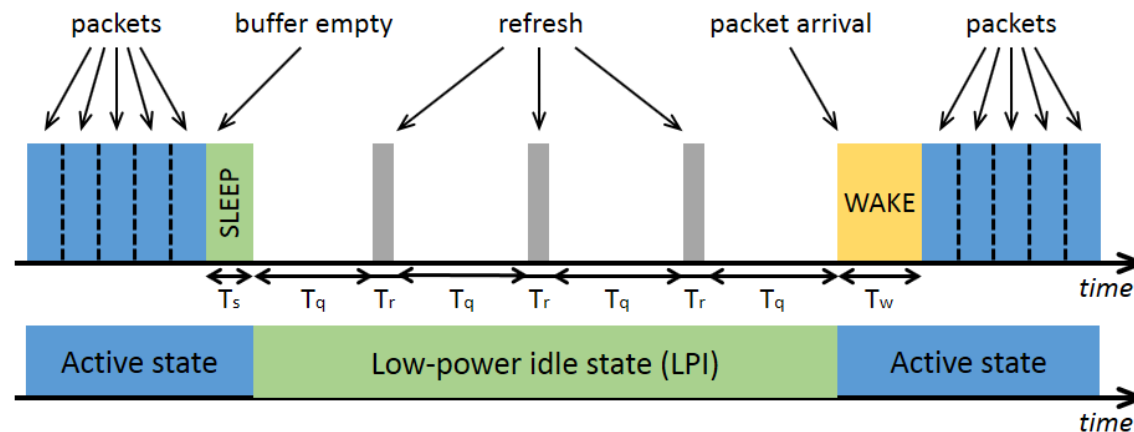 packets buffer empty refresh packet arrival packets
SLEEP WAKE
Ts Tq Tr Tq Tr Tq Tr Tq Tw time
Active state Low-power idle state (LPI) Active state
time